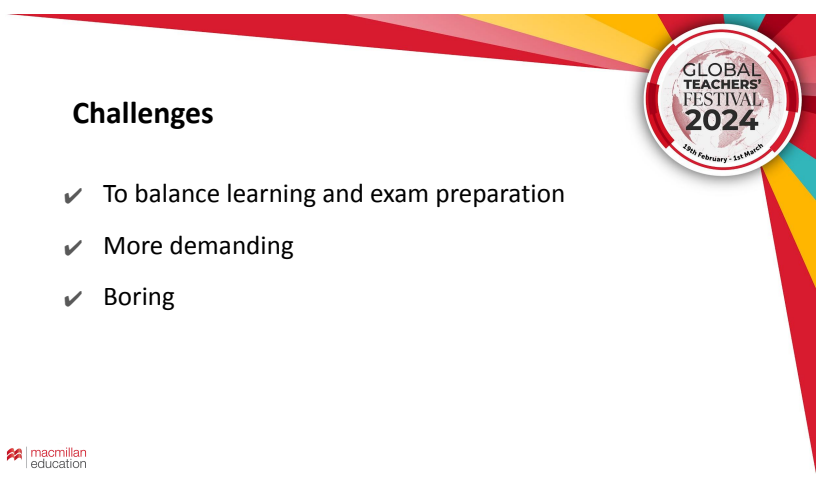 GLOBAL
TEACHERS'
FESTIVAL
2024
19th February - 1st March
Challenges
✔ To balance learning and exam preparation
✔ More demanding
✔ Boring
macmillan
education